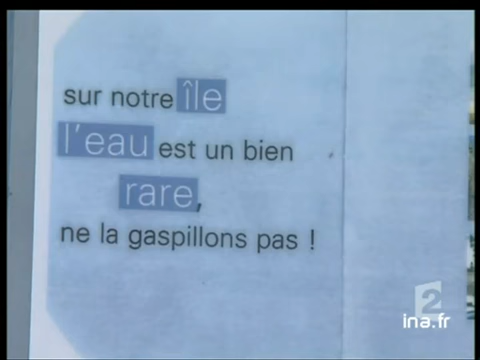 sur notre île
l'eau est un bien
rare,
ne la gaspillons pas !
2
ina.fr